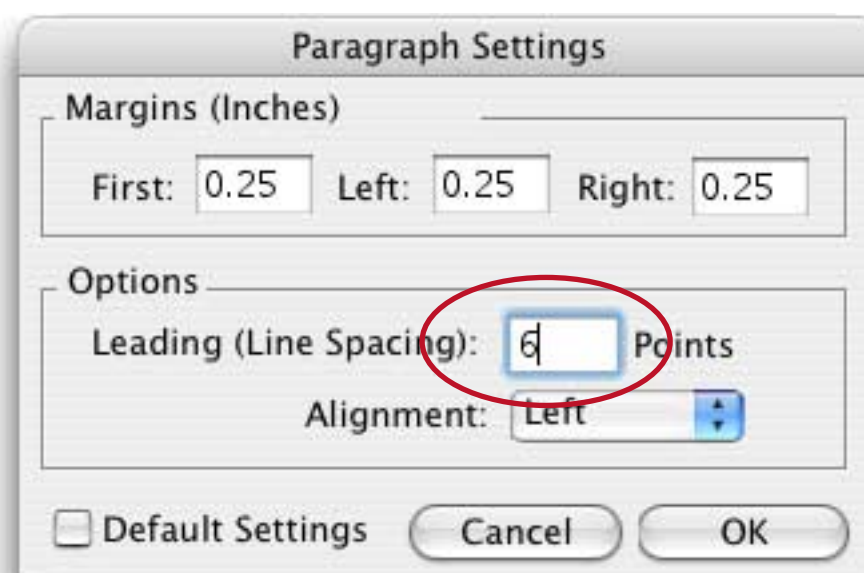 Paragraph Settings
Margins (Inches)
First: 0.25 Left: 0.25 Right: 0.25
Options
Leading (Line Spacing): 6 Points
Alignment: Left
Default Settings Cancel OK